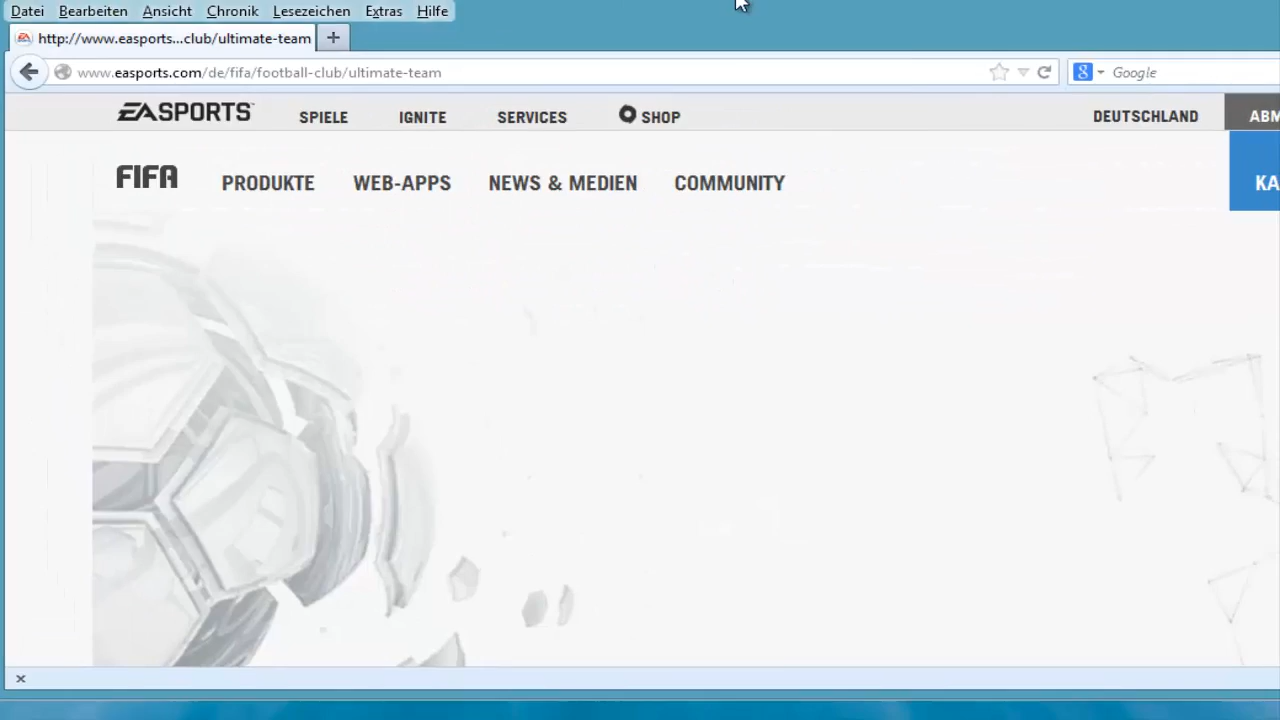 Datei Bearbeiten Ansicht Chronik Lesezeichen Extras Hilfe
http://www.easports...club/ultimate-team
www.easports.com/de/fifa/football-club/ultimate-team
Google
EA SPORTS SPIELE IGNITE SERVICES SHOP DEUTSCHLAND ABM
FIFA PRODUKTE WEB-APPS NEWS & MEDIEN COMMUNITY KA